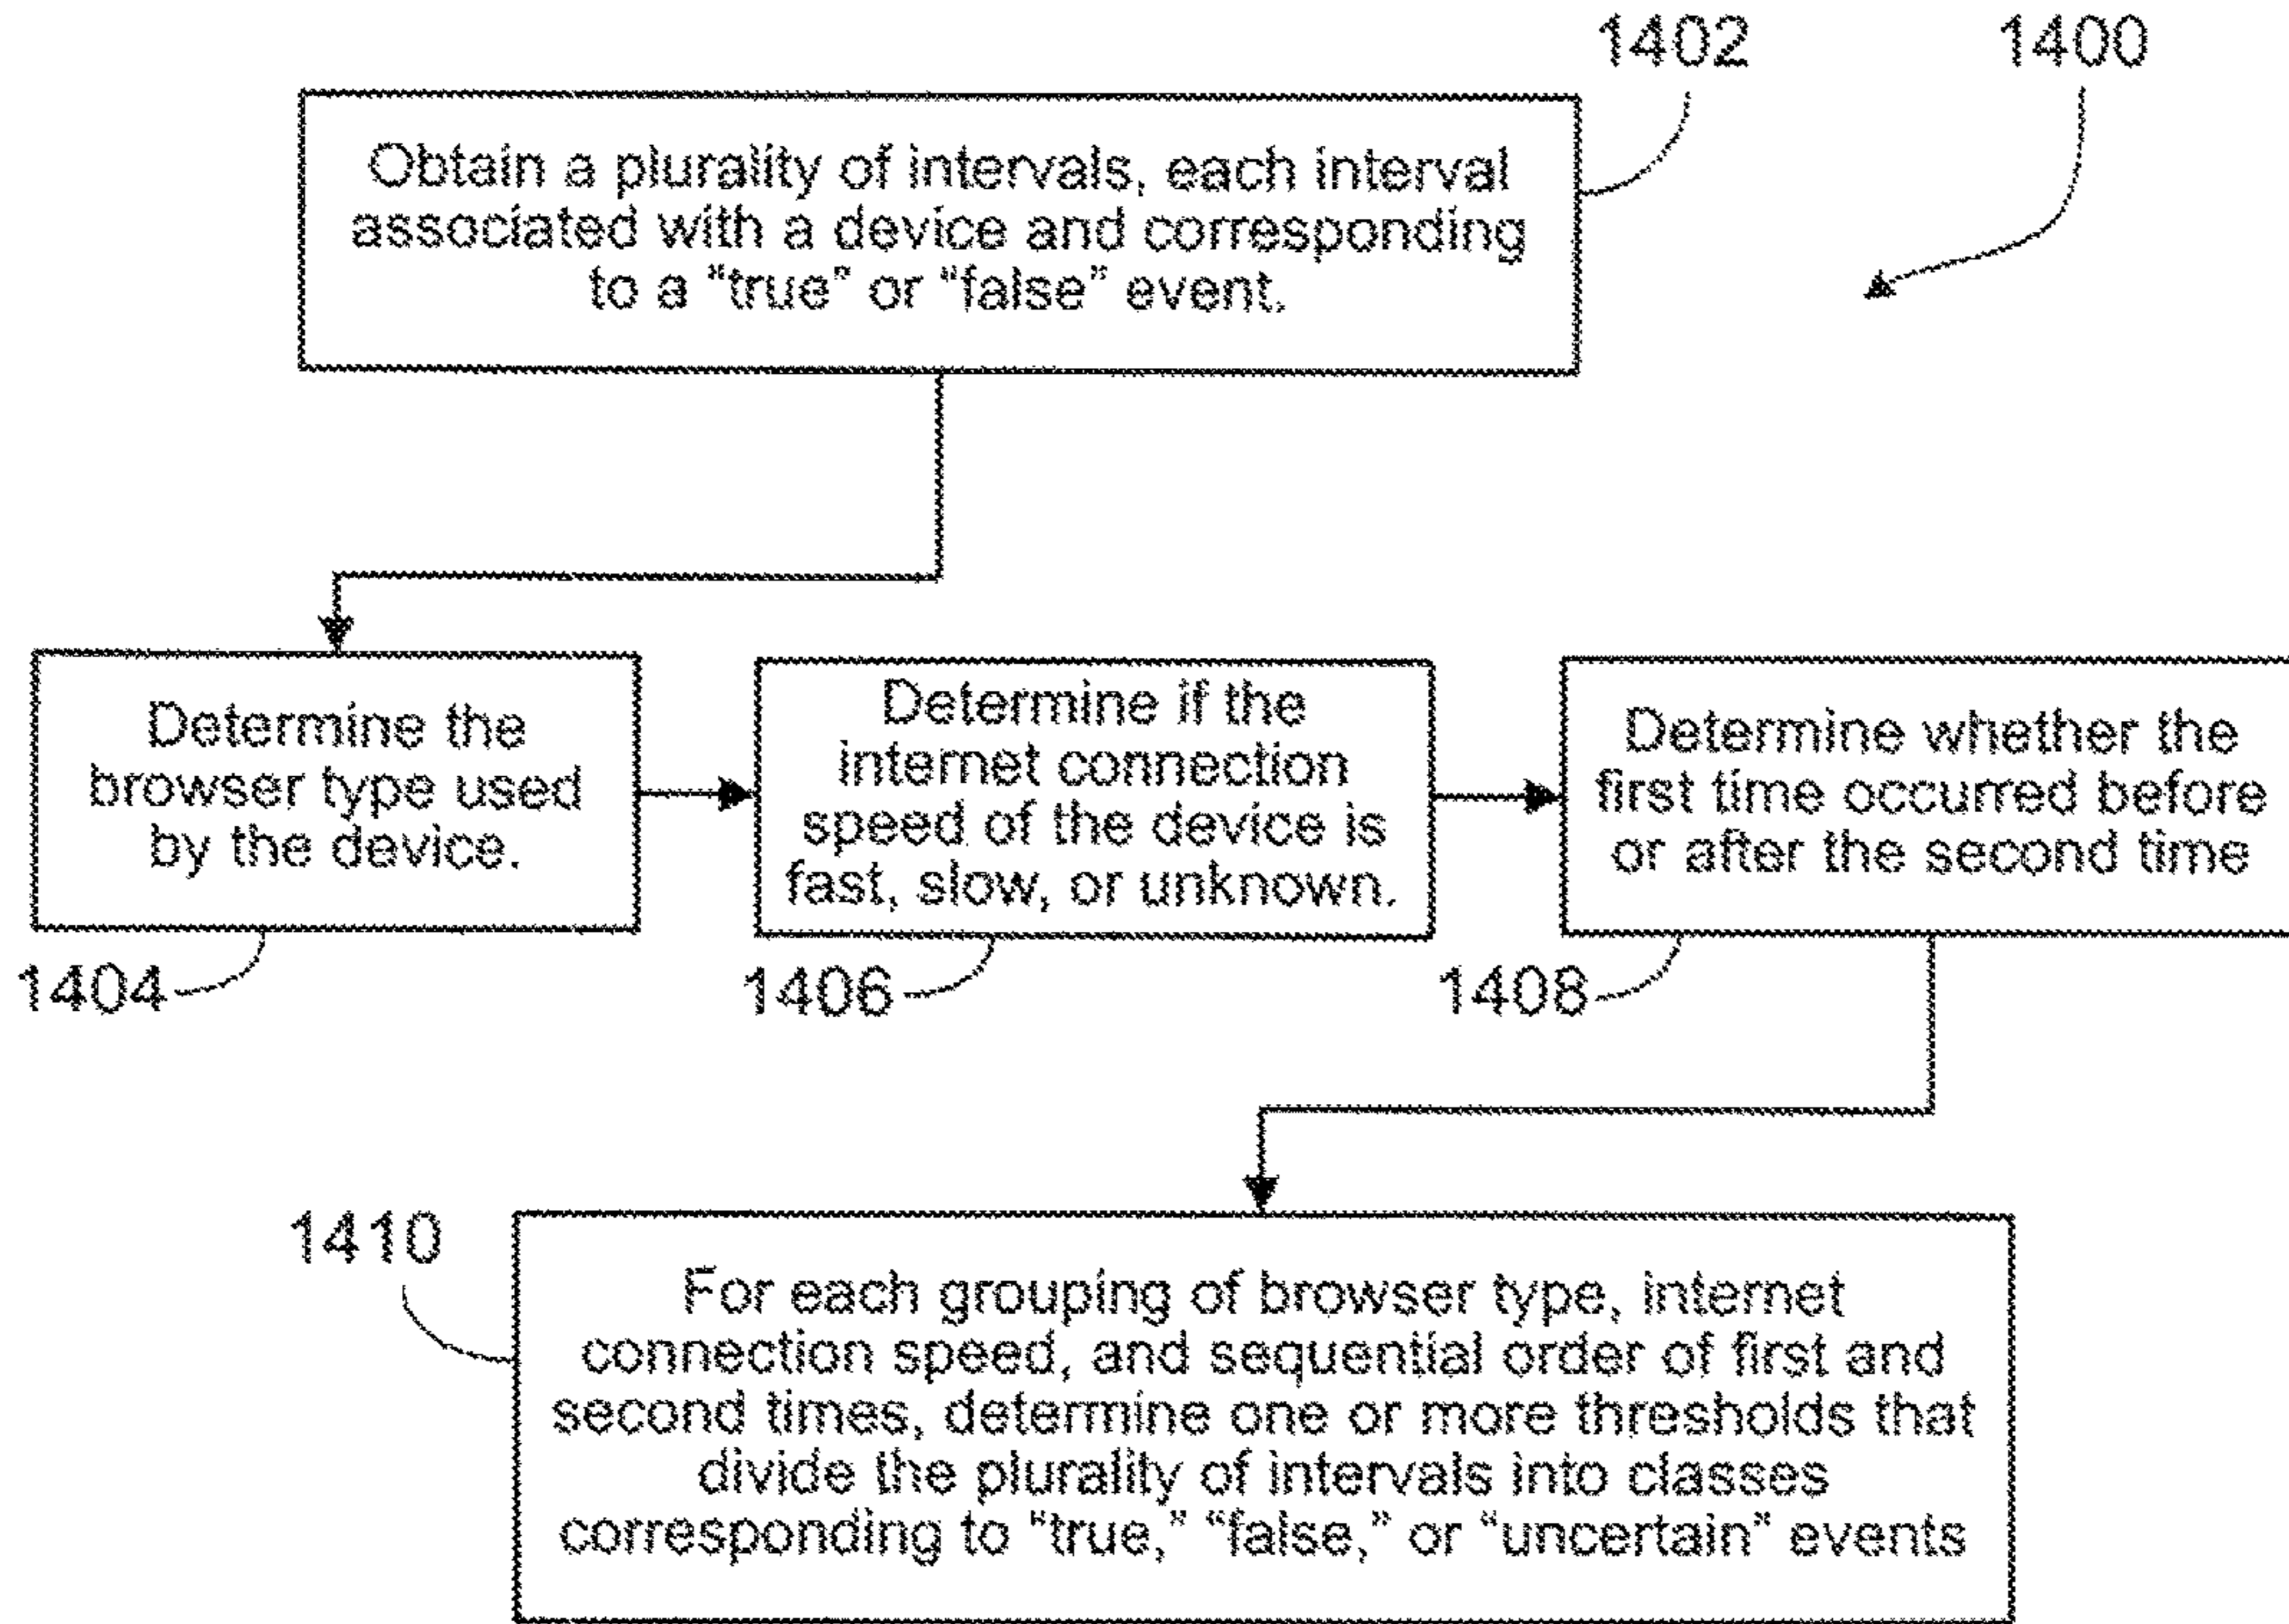 1402
1400
Obtain a plurality of intervals, each interval
associated with a device and corresponding
to a “true” or “false” event.
Determine the
browser type used
by the device.
1404
Determine if the
internet connection
speed of the device is
fast, slow, or unknown.
1406
Determine whether the
first time occurred before
or after the second time
1408
1410
For each grouping of browser type, internet
connection speed, and sequential order of first and
second times, determine one or more thresholds that
divide the plurality of intervals into classes
corresponding to “true,” “false,” or “uncertain” events